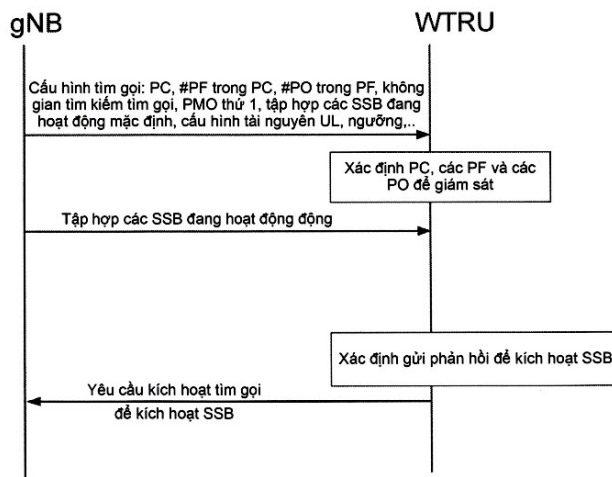 gNB
WTRU
Cấu hình tìm gọi: PC, #PF trong PC, #PO trong PF, không
gian tìm kiếm tìm gọi, PMO thứ 1, tập hợp các SSB đang
hoạt động mặc định, cấu hình tài nguyên UL, ngưỡng,..
Xác định PC, các PF và các
PO để giám sát
Tập hợp các SSB đang hoạt động động
Xác định gửi phản hồi để kích hoạt SSB
Yêu cầu kích hoạt tìm gọi
để kích hoạt SSB